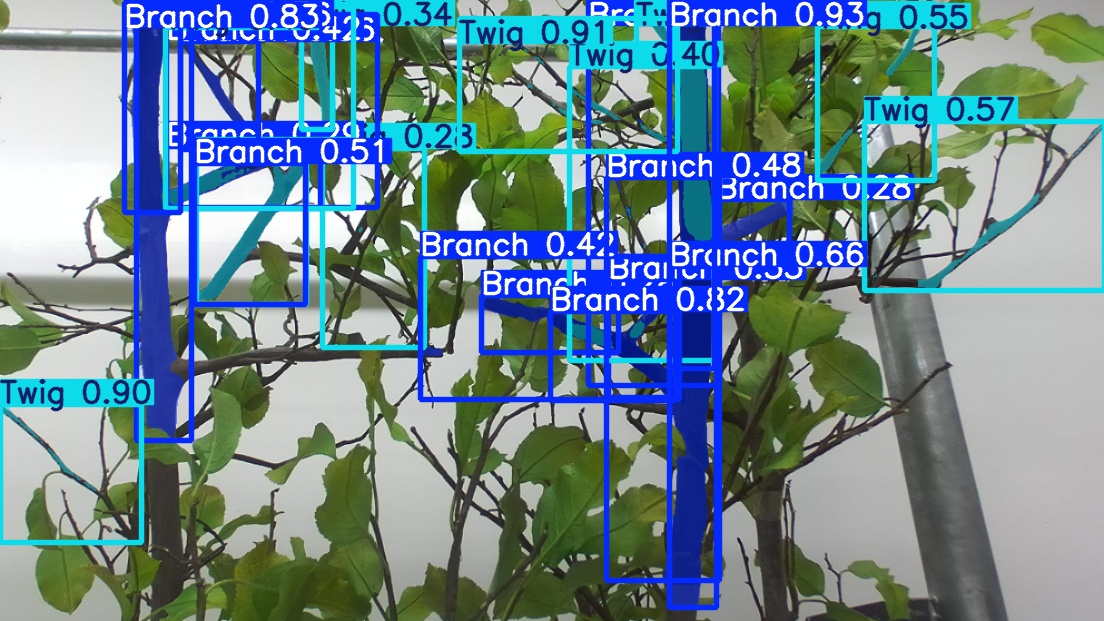 Branch 0.83
0.34
Twig 0.91
Branch 0.93
0.55
Twig 0.40
Twig 0.57
Branch 0.51
0.28
Branch 0.48
Branch 0.28
Branch 0.42
Branch 0.66
Branch 0.82
Twig 0.90